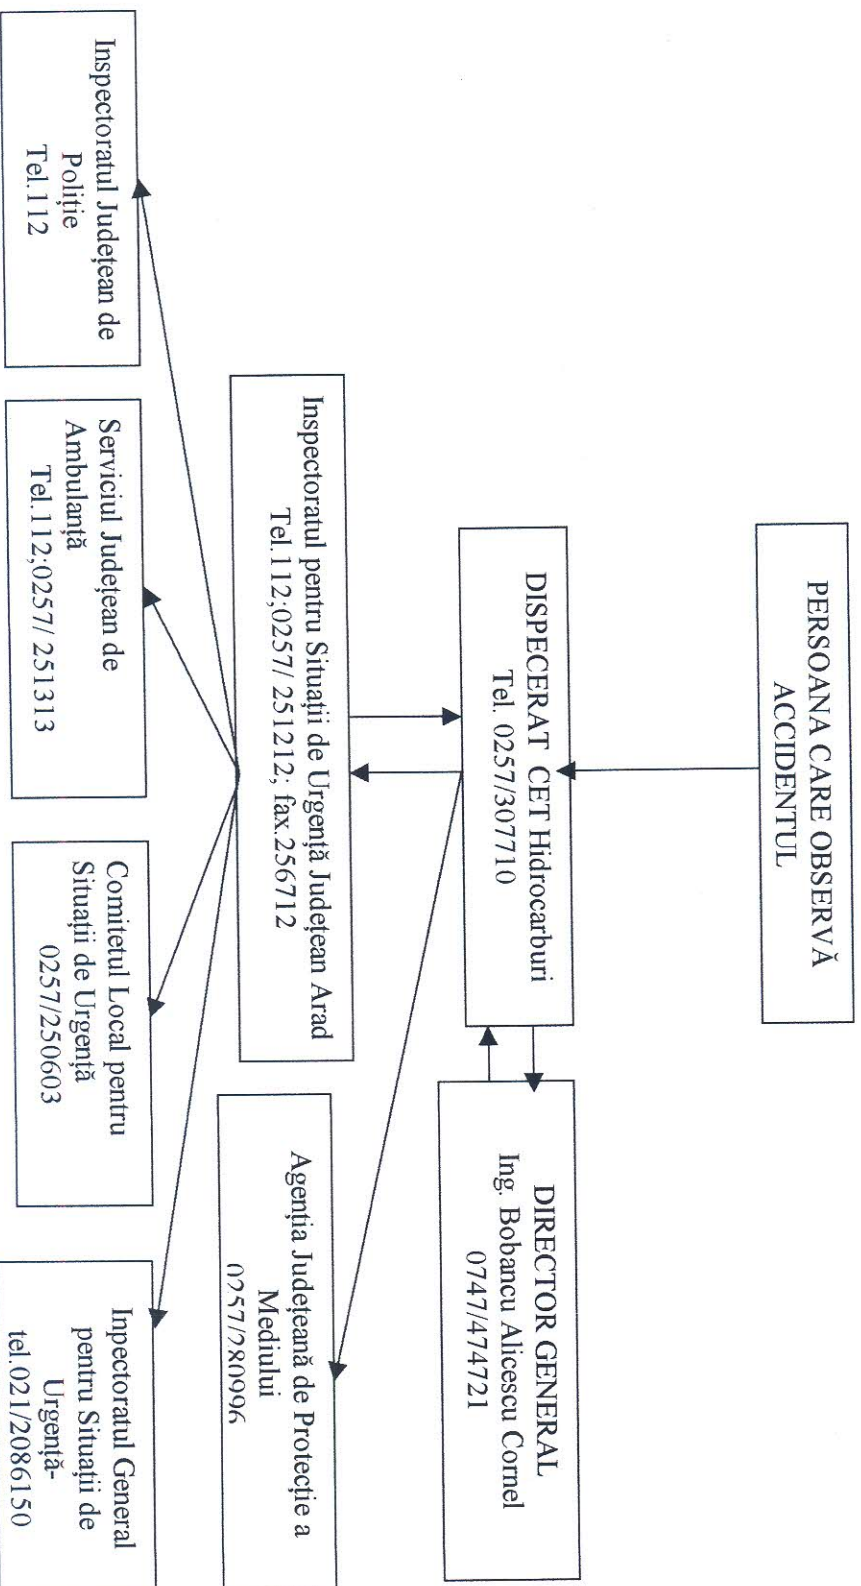 PERSOANA CARE OBSERVĂ
ACCIDENTUL
DISPECERAT CET Hidrocarburi
Tel. 0257/307710
DIRECTOR GENERAL
Ing. Bobancu Alicescu Cornel
0747/474721
Inspectoratul pentru Situații de Urgență Județean Arad
Tel.112;0257/ 251212; fax.256712
Agenția Județeană de Protecție a
Mediului
0257/280996
Inspectoratul Județean de
Poliție
Tel.112
Serviciul Județean de
Ambulanță
Tel.112;0257/ 251313
Comitetul Local pentru
Situații de Urgență
0257/250603
Inpectoratul General
pentru Situații de
Urgență-
tel.021/2086150